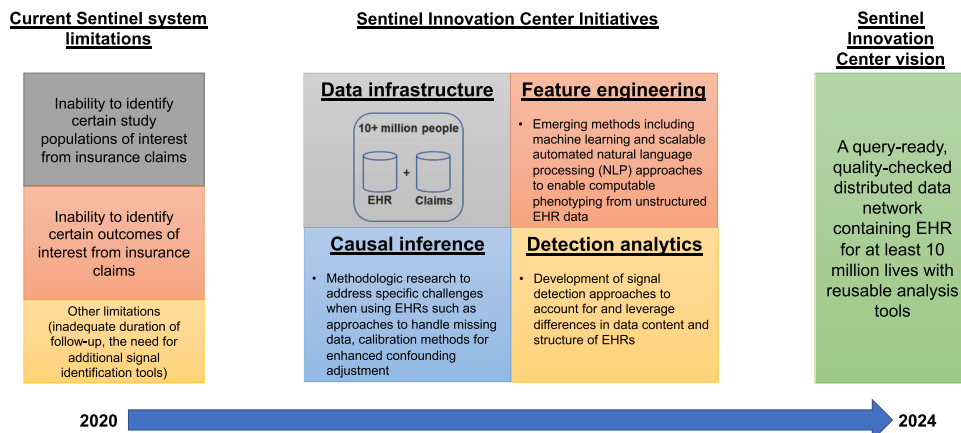 Current Sentinel system
limitations
Inability to identify
certain study
populations of interest
from insurance claims
Inability to identify
certain outcomes of
interest from insurance
claims
Other limitations
(inadequate duration of
follow-up, the need for
additional signal
identification tools)
Sentinel Innovation Center Initiatives
Data infrastructure
10+ million people
+
EHR Claims
Feature engineering
• Emerging methods including
machine learning and scalable
automated natural language
processing (NLP) approaches
to enable computable
phenotyping from unstructured
EHR data
Causal inference
• Methodologic research to
address specific challenges
when using EHRs such as
approaches to handle missing
data, calibration methods for
enhanced confounding
adjustment
Detection analytics
• Development of signal
detection approaches to
account for and leverage
differences in data content and
structure of EHRs
Sentinel
Innovation
Center vision
A query-ready,
quality-checked
distributed data
network
containing EHR
for at least 10
million lives with
reusable analysis
tools
2020
2024